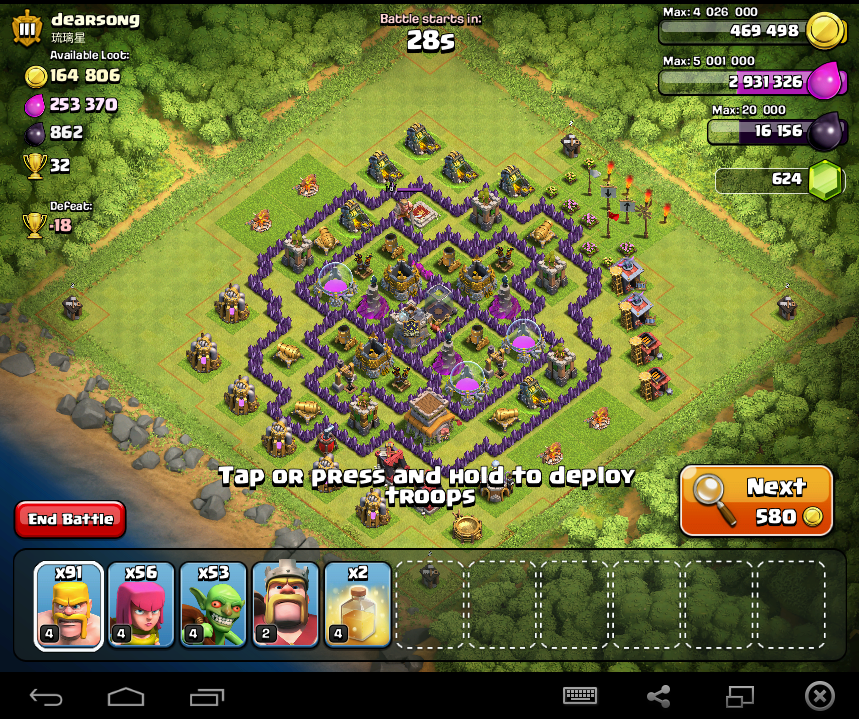 dearsong
琉璃星
Available Loot:
164 806
253 370
862
32
Defeat:
-18
Battle starts in:
28s
Max: 4 026 000
469 498
Max: 5 001 000
2 931 326
Max: 20 000
16 156
624
Tap or press and hold to deploy
troops
End Battle
Next
580
x91
x56
x53
x2
4
4
4
2
4